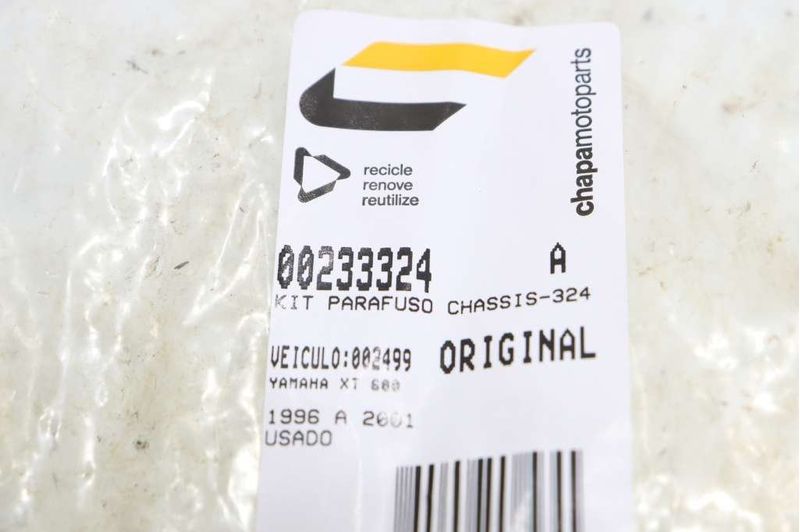 chapamotoparts
recicle
renove
reutilize
00233324 A
KIT PARAFUSO CHASSIS-324
VEICULO:002499 ORIGINAL
YAMAHA XT 600
1996 A 2001
USADO